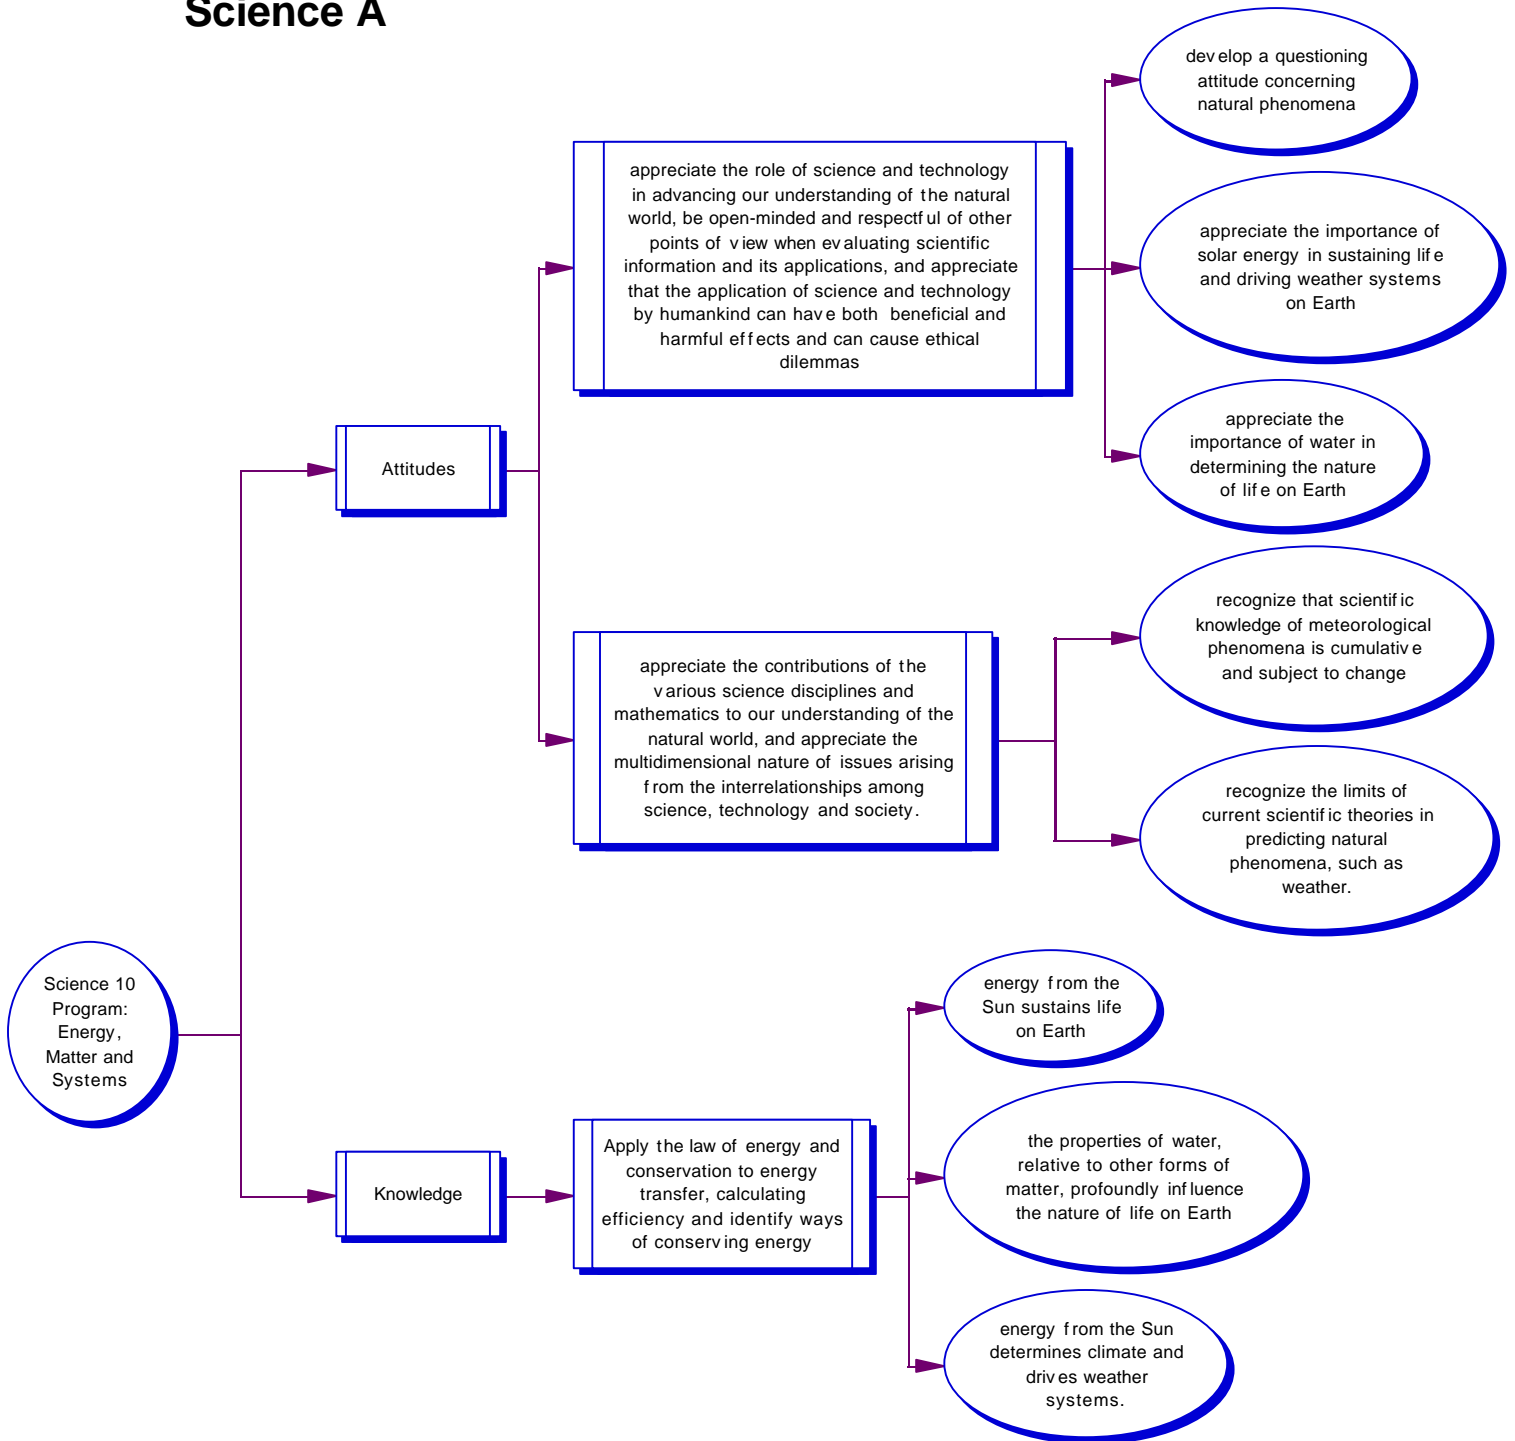 Science A
develop a questioning
attitude concerning
natural phenomena
appreciate the role of science and technology
in advancing our understanding of the natural
world, be open-minded and respectful of other
points of view when evaluating scientific
information and its applications, and appreciate
that the application of science and technology
by humankind can have both beneficial and
harmful effects and can cause ethical
dilemmas
appreciate the importance of
solar energy in sustaining life
and driving weather systems
on Earth
appreciate the
importance of water in
determining the nature
of life on Earth
Attitudes
recognize that scientific
knowledge of meteorological
phenomena is cumulative
and subject to change
appreciate the contributions of the
various science disciplines and
mathematics to our understanding of the
natural world, and appreciate the
multidimensional nature of issues arising
from the interrelationships among
science, technology and society.
recognize the limits of
current scientific theories in
predicting natural
phenomena, such as
weather.
Science 10
Program:
Energy,
Matter and
Systems
energy from the
Sun sustains life
on Earth
Knowledge
Apply the law of energy and
conservation to energy
transfer, calculating
efficiency and identify ways
of conserving energy
the properties of water,
relative to other forms of
matter, profoundly influence
the nature of life on Earth
energy from the Sun
determines climate and
drives weather
systems.